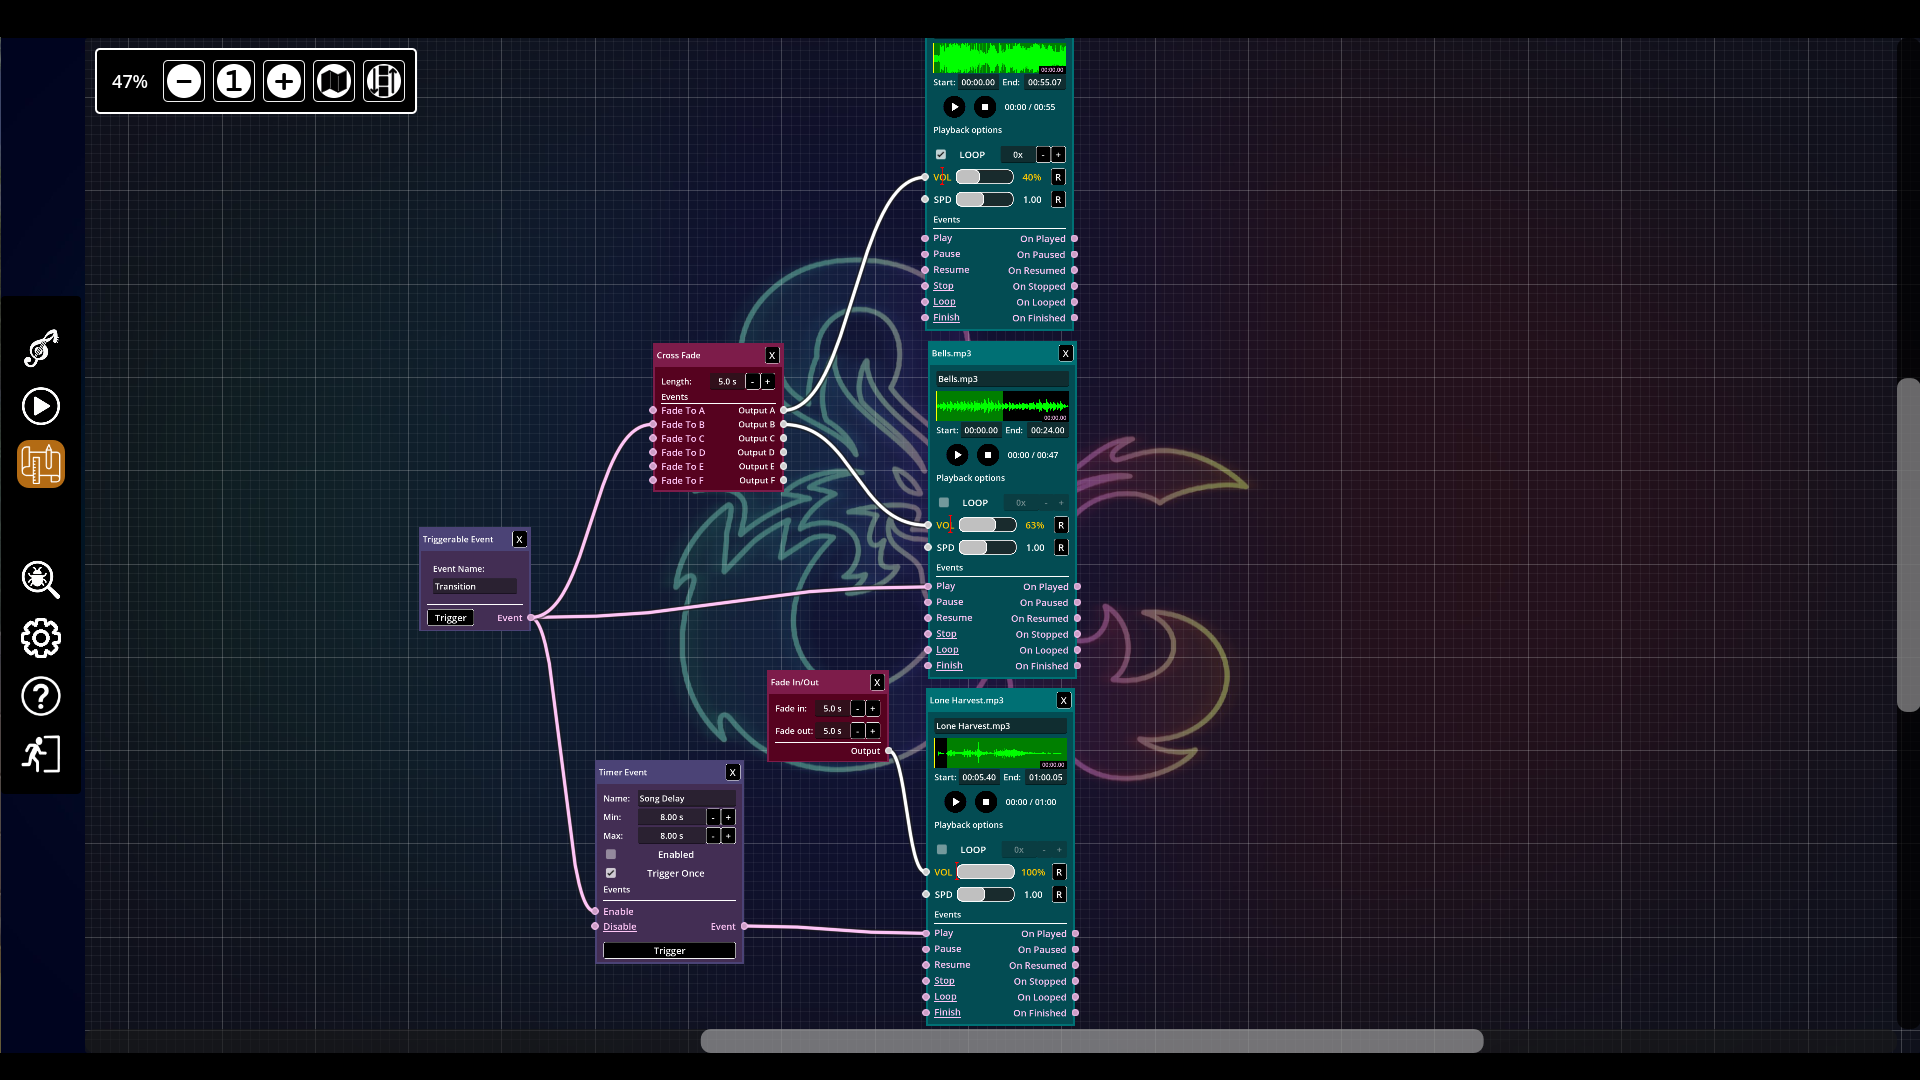 47% 1
00:00.00
Start: 00:00.00 End: 00:55.07
00:00 / 00:55
Playback options
LOOP 0x - +
VOL 40% R
SPD 1.00 R
Events
Play On Played
Pause On Paused
Resume On Resumed
Stop On Stopped
Loop On Looped
Finish On Finished
Cross Fade X
Length: 5.0 s - +
Events
Fade To A Output A
Fade To B Output B
Fade To C Output C
Fade To D Output D
Fade To E Output E
Fade To F Output F
Bells.mp3 X
Bells.mp3
00:00.00
Start: 00:00.00 End: 00:24.00
00:00 / 00:47
Playback options
LOOP 0x - +
VOL 63% R
SPD 1.00 R
Events
Play On Played
Pause On Paused
Resume On Resumed
Stop On Stopped
Loop On Looped
Finish On Finished
Triggerable Event X
Event Name:
Transition
Trigger Event
Fade In/Out X
Fade in: 5.0 s - +
Fade out: 5.0 s - +
Output
Timer Event X
Name: Song Delay
Min: 8.00 s - +
Max: 8.00 s - +
Enabled
Trigger Once
Events
Enable
Disable Event
Trigger
Lone Harvest.mp3 X
Lone Harvest.mp3
00:00.00
Start: 00:05.40 End: 01:00.05
00:00 / 01:00
Playback options
LOOP 0x - +
VOL 100% R
SPD 1.00 R
Events
Play On Played
Pause On Paused
Resume On Resumed
Stop On Stopped
Loop On Looped
Finish On Finished